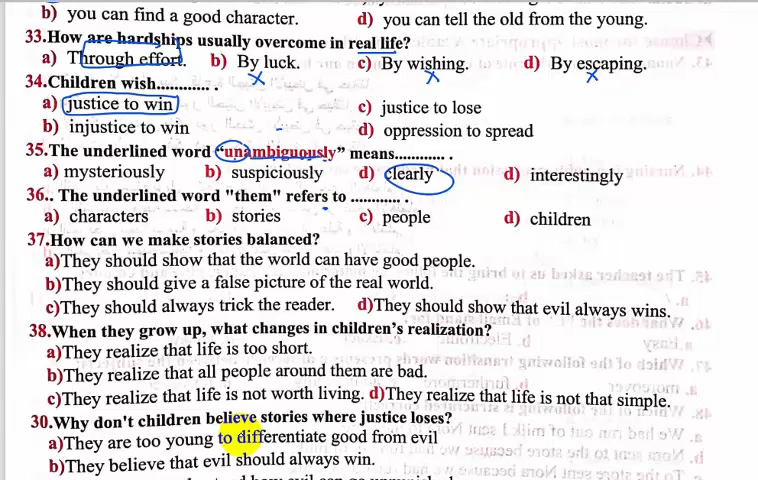 b) you can find a good character. d) you can tell the old from the young.
33.How are hardships usually overcome in real life?
a) Through effort. b) By luck. c) By wishing. d) By escaping.
34.Children wish............ .
a) justice to win c) justice to lose
b) injustice to win d) oppression to spread
35.The underlined word "unambiguously" means............ .
a) mysteriously b) suspiciously d) clearly d) interestingly
36.. The underlined word "them" refers to ............ .
a) characters b) stories c) people d) children
37.How can we make stories balanced?
a)They should show that the world can have good people.
b)They should give a false picture of the real world.
c)They should always trick the reader. d)They should show that evil always wins.
38.When they grow up, what changes in children's realization?
a)They realize that life is too short.
b)They realize that all people around them are bad.
c)They realize that life is not worth living. d)They realize that life is not that simple.
30.Why don't children believe stories where justice loses?
a)They are too young to differentiate good from evil
b)They believe that evil should always win.